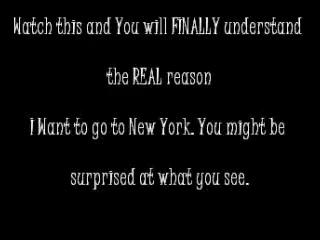 Watch this and You will FINALLY understand
the REAL reason
I Want to go to New York. You might be
surprised at what you see.